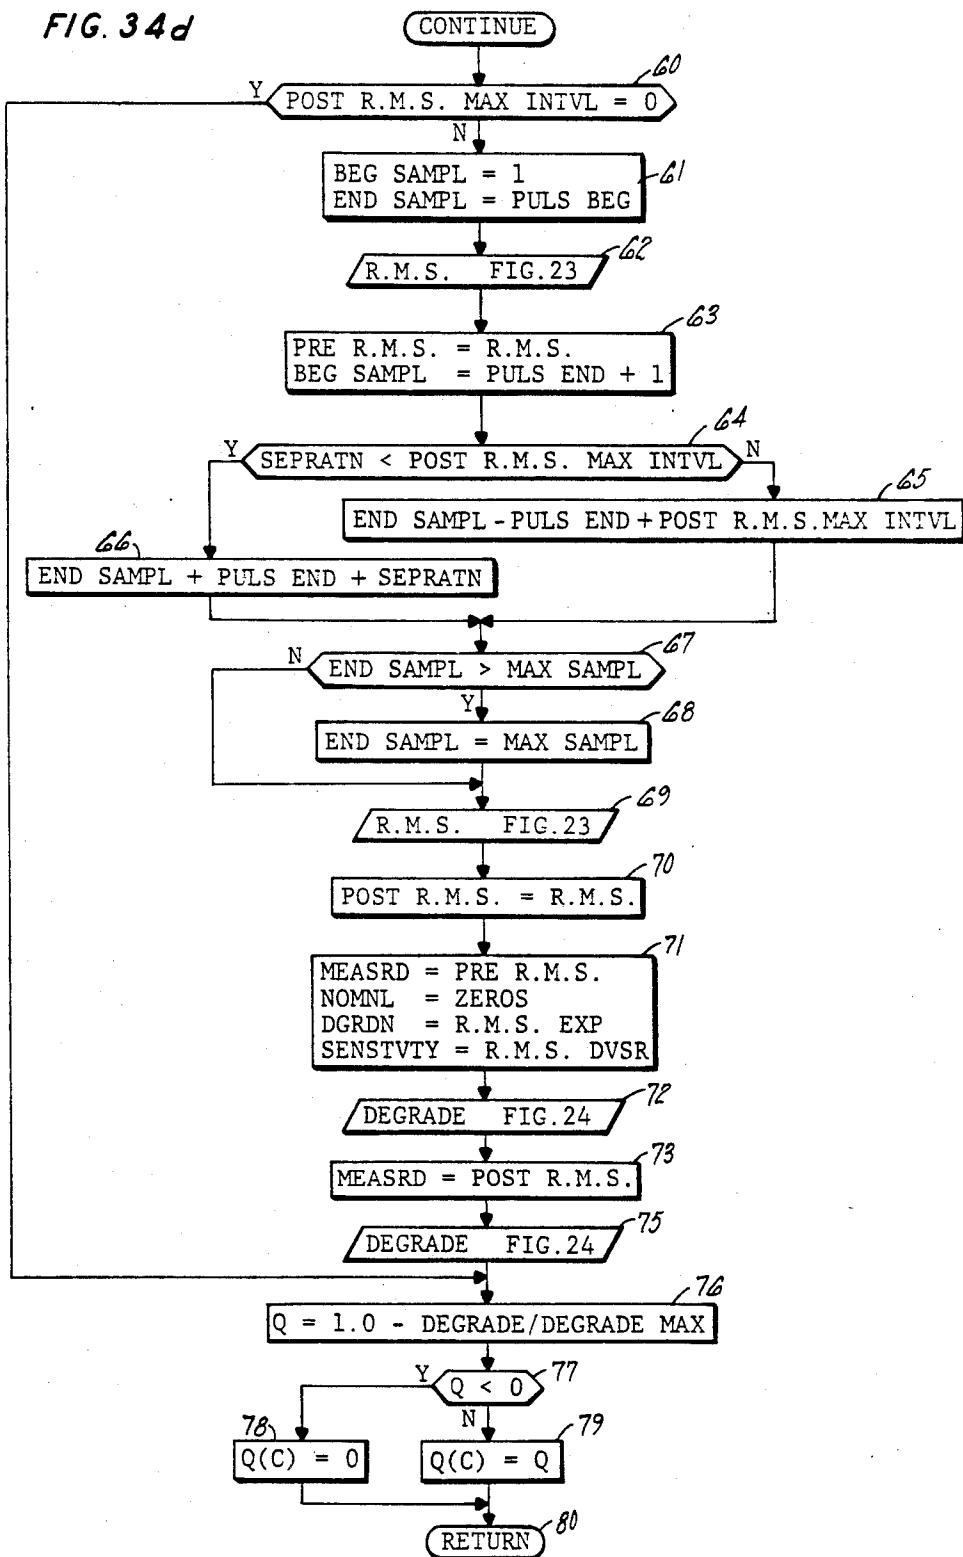 FIG. 34d
CONTINUE
60
Y
POST R.M.S. MAX INTVL = 0
N
BEG SAMPL = 1
END SAMPL = PULS BEG
61
62
R.M.S. FIG.23
63
PRE R.M.S. = R.M.S.
BEG SAMPL = PULS END + 1
64
Y
SEPRATN < POST R.M.S. MAX INTVL
N
65
END SAMPL-PULS END+POST R.M.S.MAX INTVL
66
END SAMPL + PULS END + SEPRATN
67
N
END SAMPL > MAX SAMPL
Y
68
END SAMPL = MAX SAMPL
69
R.M.S. FIG.23
70
POST R.M.S. = R.M.S.
71
MEASRD = PRE R.M.S.
NOMNL = ZEROS
DGRDN = R.M.S. EXP
SENSTVTY = R.M.S. DVSR
72
DEGRADE FIG.24
73
MEASRD = POST R.M.S.
75
DEGRADE FIG.24
76
Q = 1.0 - DEGRADE/DEGRADE MAX
77
Y
Q < 0
N
78
Q(C) = 0
79
Q(C) = Q
80
RETURN